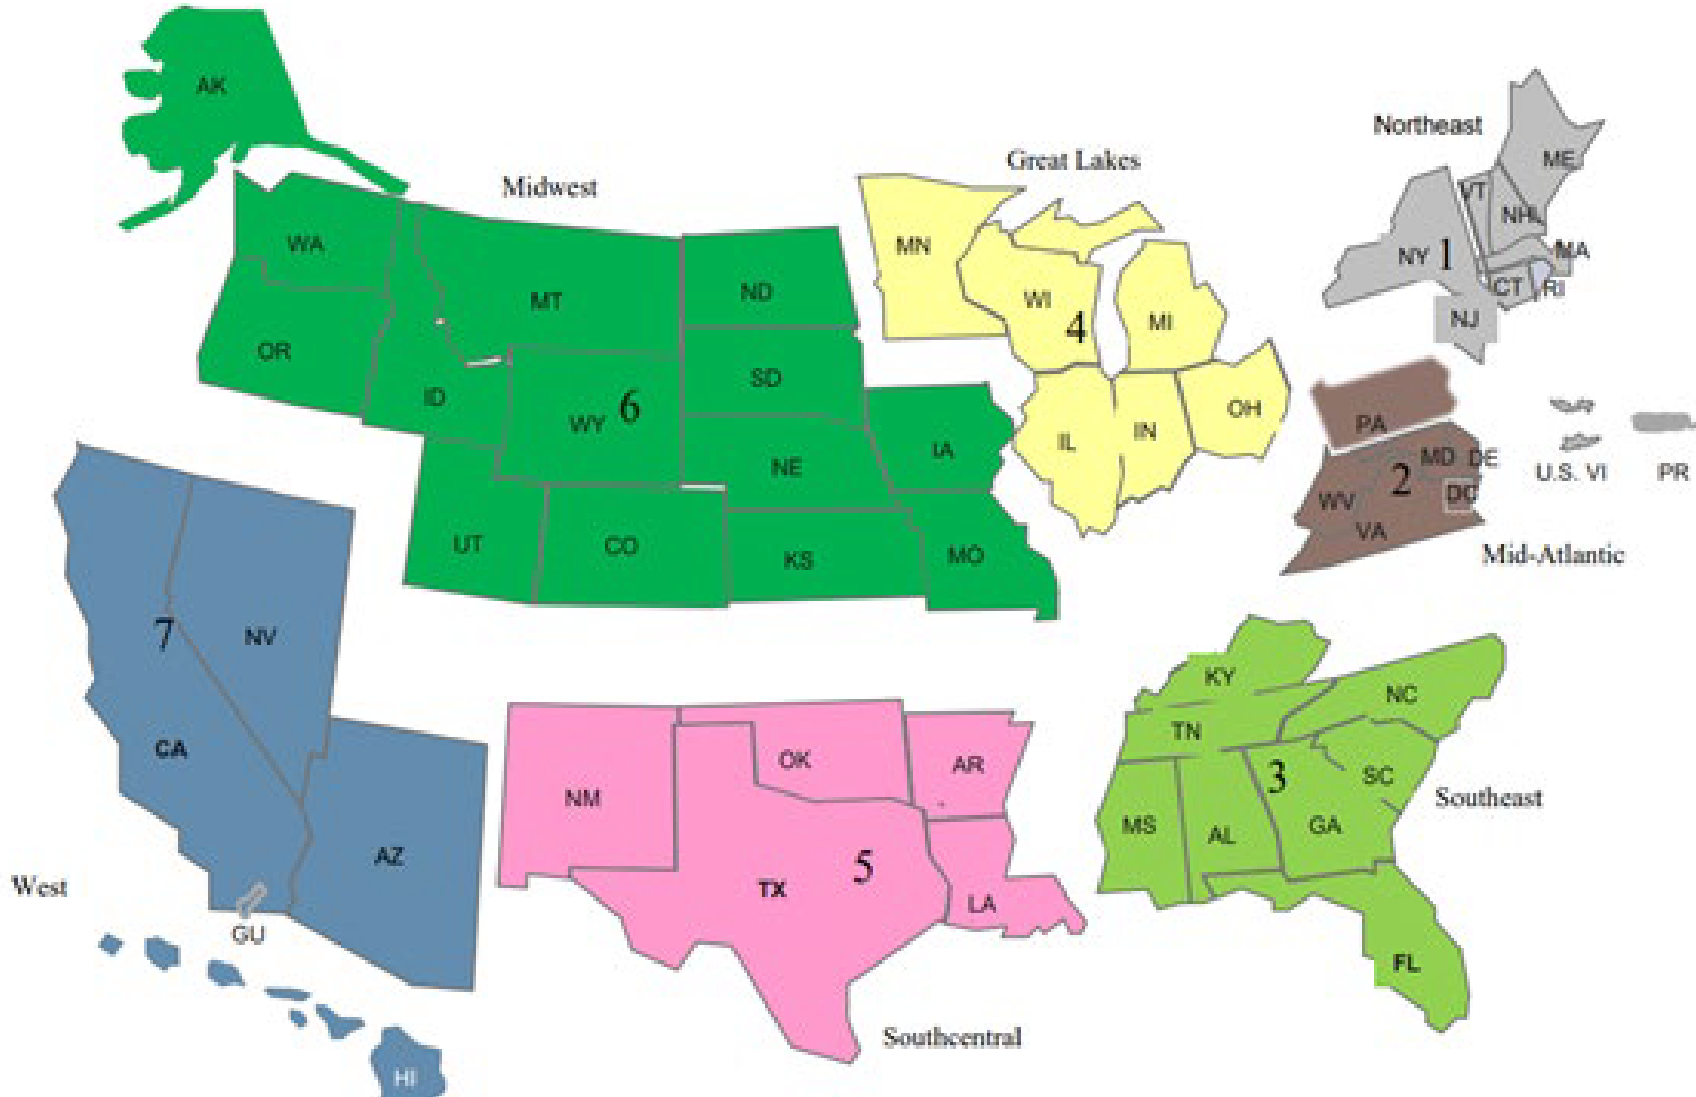 AK
Northeast
Great Lakes
Midwest
ME
VT
NH
WA
MN
NY 1
MA
ND
MT
WI
CT RI
4
MI
NJ
OR
SD
ID
WY 6
OH
PA
IL
IN
IA
NE
MD DE
2
U.S. VI
PR
WV
DC
VA
UT
CO
KS
MO
Mid-Atlantic
7
NV
KY
NC
TN
CA
OK
AR
3
SC
NM
Southeast
MS
AL
GA
AZ
5
West
TX
LA
GU
FL
Southcentral
HI